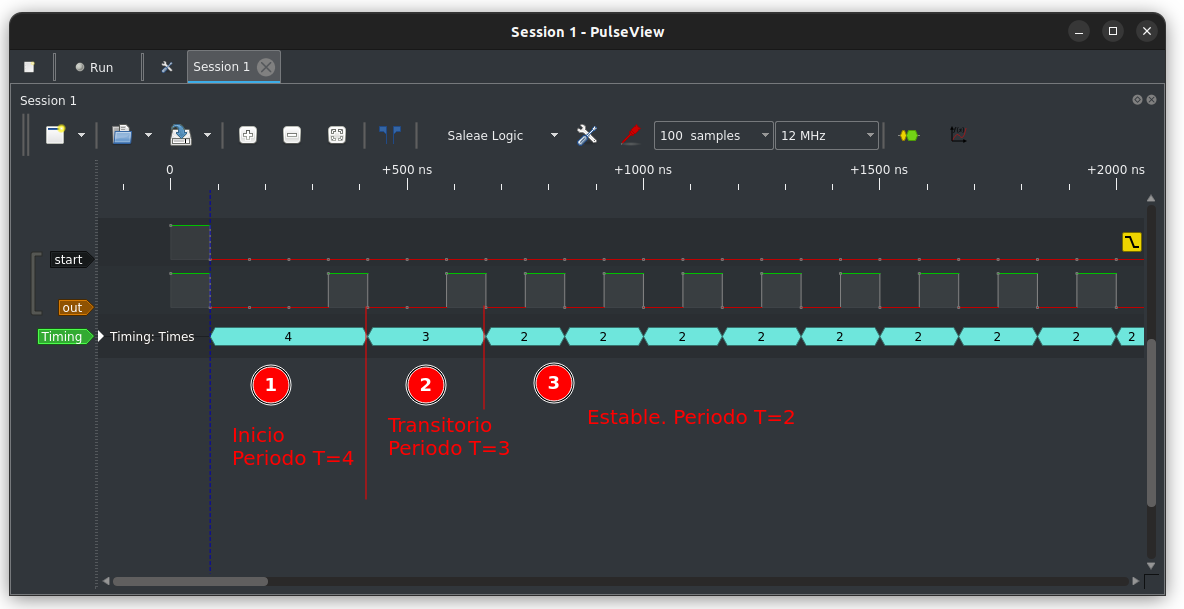 Session 1 - PulseView
Run
Session 1
Session 1
Saleae Logic
100 samples
12 MHz
0
+500 ns
+1000 ns
+1500 ns
+2000 ns
start
out
Timing
Timing: Times
4
3
2
2
2
2
2
2
2
2
2
1
2
3
Inicio
Periodo T=4
Transitorio
Periodo T=3
Estable. Periodo T=2